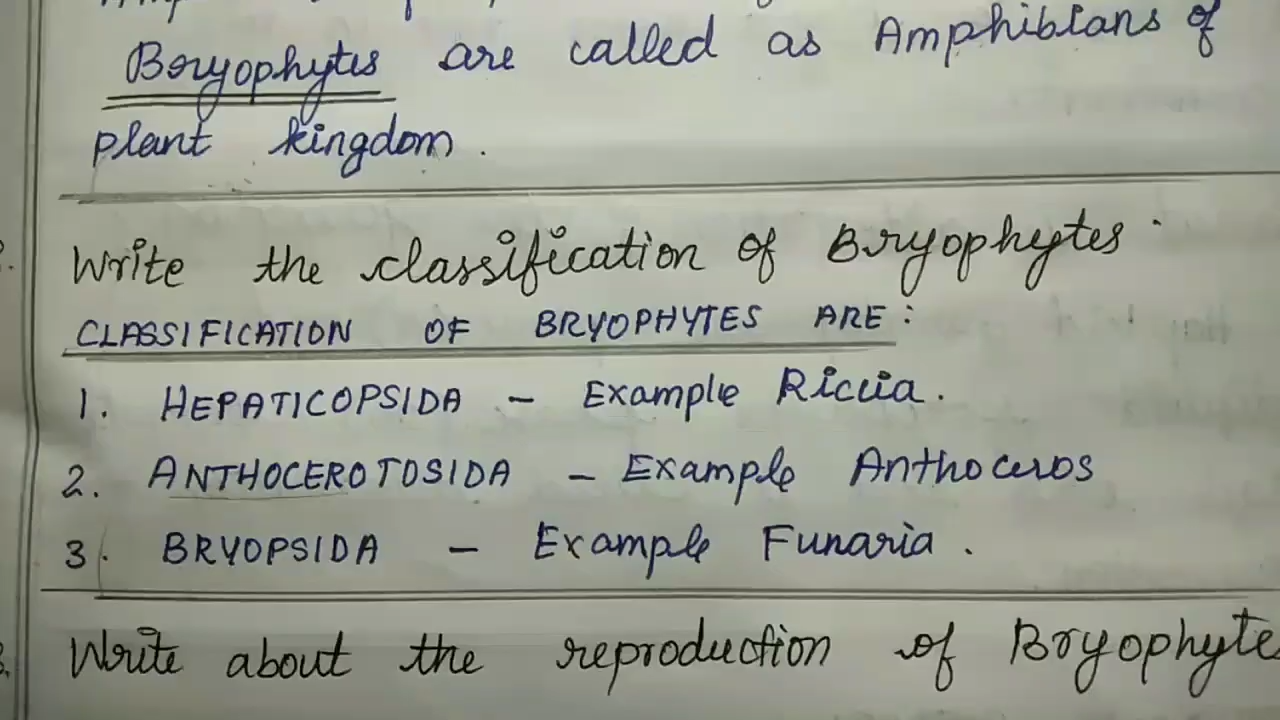 Bryophytes are called as Amphibians of
plant kingdom.
Write the classification of Bryophytes.
CLASSIFICATION OF BRYOPHYTES ARE:
1. HEPATICOPSIDA - Example Riccia.
2. ANTHOCEROTOSIDA - Example Anthoceros
3. BRYOPSIDA - Example Funaria.
Write about the reproduction of Bryophyte